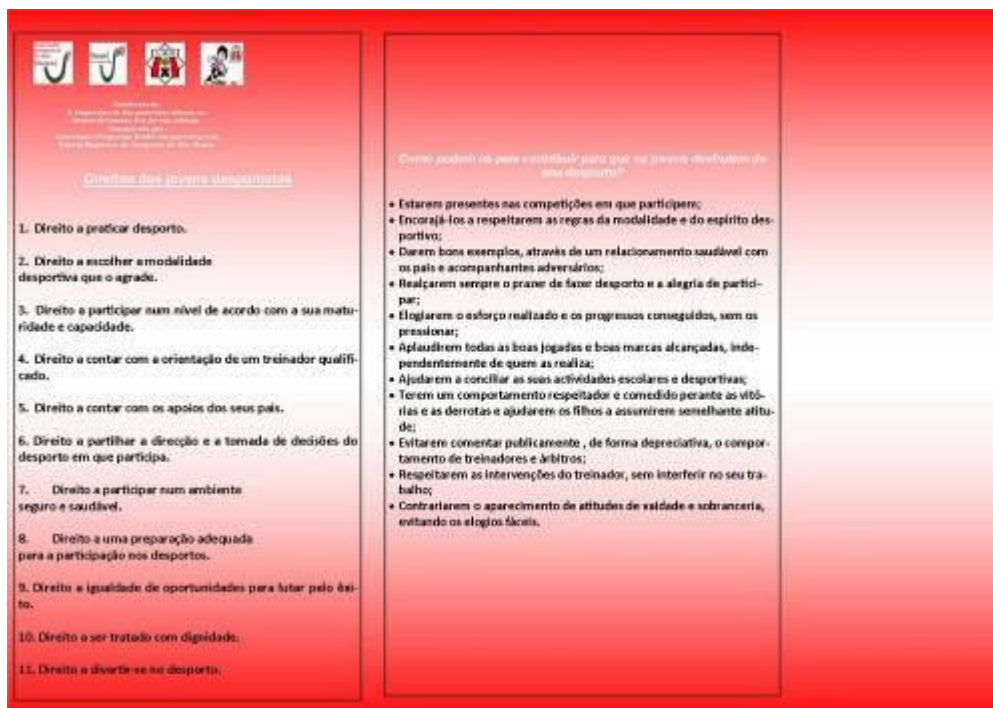 Direitos dos jovens desportistas
1. Direito a praticar desporto.
2. Direito a escolher a modalidade
desportiva que o agrade.
3. Direito a participar num nível de acordo com a sua matu-
ridade e capacidade.
4. Direito a contar com a orientação de um treinador qualifi-
cado.
5. Direito a contar com os apoios dos seus pais.
6. Direito a partilhar a direcção e a tomada de decisões do
desporto em que participa.
7. Direito a participar num ambiente
seguro e saudável.
8. Direito a uma preparação adequada
para a participação nos desportos.
9. Direito a igualdade de oportunidades para lutar pelo êxi-
to.
10. Direito a ser tratado com dignidade.
11. Direito a divertir-se no desporto.
Como podem os pais contribuir para que os jovens desfrutem do
seu desporto?
• Estarem presentes nas competições em que participem;
• Encorajá-los a respeitarem as regras da modalidade e do espírito des-
portivo;
• Darem bons exemplos, através de um relacionamento saudável com
os pais e acompanhantes adversários;
• Realçarem sempre o prazer de fazer desporto e a alegria de partici-
par;
• Elogiarem o esforço realizado e os progressos conseguidos, sem os
pressionar;
• Aplaudirem todas as boas jogadas e boas marcas alcançadas, inde-
pendentemente de quem as realiza;
• Ajudarem a conciliar as suas actividades escolares e desportivas;
• Terem um comportamento respeitador e comedido perante as vitó-
rias e as derrotas e ajudarem os filhos a assumirem semelhante atitu-
de;
• Evitarem comentar publicamente , de forma depreciativa, o compor-
tamento de treinadores e árbitros;
• Respeitarem as intervenções do treinador, sem interferir no seu tra-
balho;
• Contrariarem o aparecimento de atitudes de vaidade e sobranceria,
evitando os elogios fáceis.